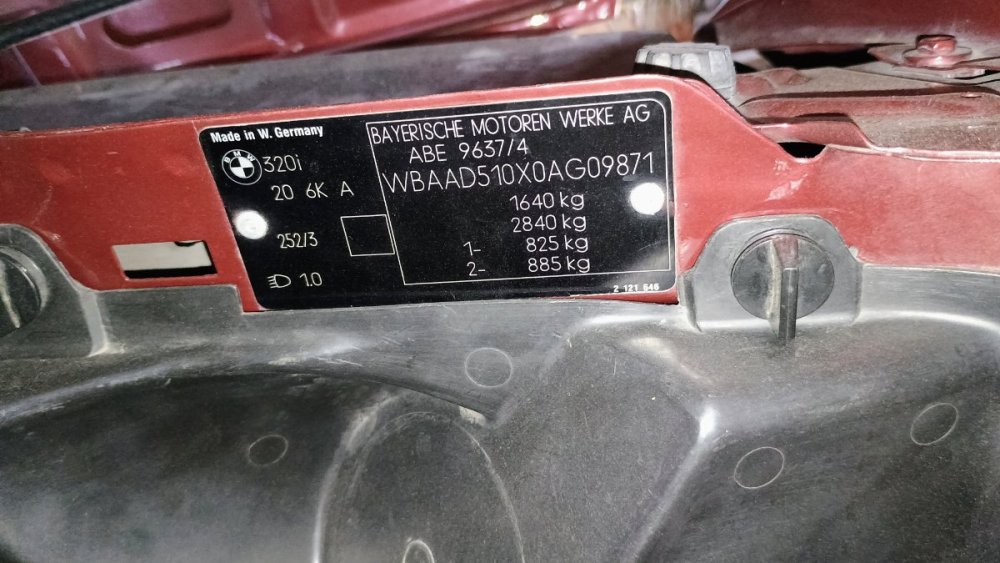 Made in W. Germany
BMW
320i
20 6K A
252/3
1.0
BAYERISCHE MOTOREN WERKE AG
ABE 9637/4
WBAAD510X0AG09871
1640 kg
2840 kg
1- 825 kg
2- 885 kg
2 121 646